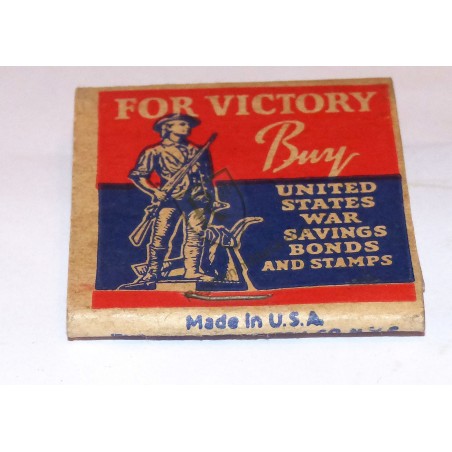 FOR VICTORY
Buy
UNITED
STATES
WAR
SAVINGS
BONDS
AND STAMPS
Made in U.S.A.